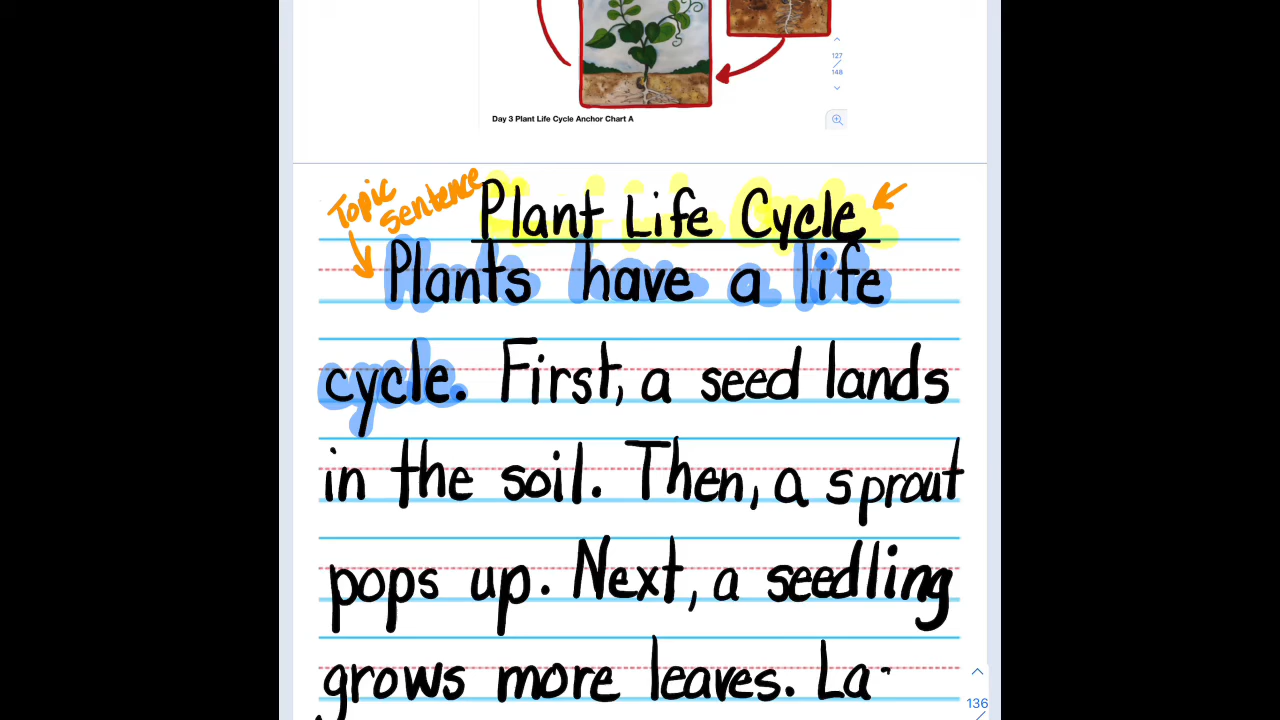 127
/
148
Day 3 Plant Life Cycle Anchor Chart A
Topic
sentence
Plant Life Cycle
Plants have a life
cycle. First, a seed lands
in the soil. Then, a sprout
pops up. Next, a seedling
grows more leaves. La
136
/